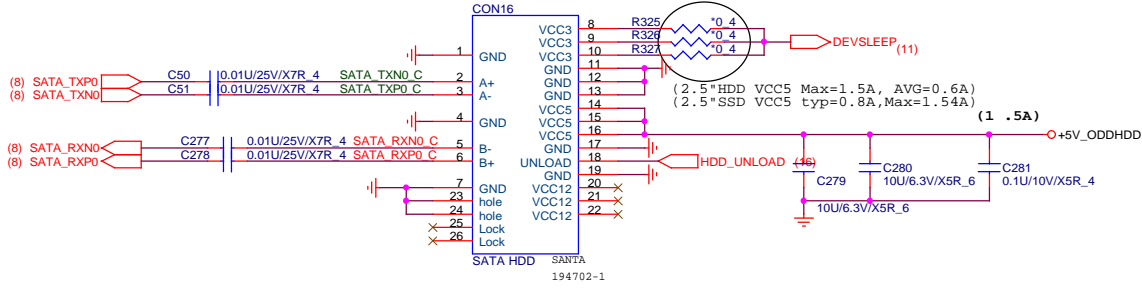 CON16
8 VCC3 R325 *0_4
9 VCC3 R326 *0_4 DEVSLEEP (11)
10 VCC3 R327 *0_4
1 GND
11 GND
(8) SATA_TXP0 C50 0.01U/25V/X7R_4 SATA_TXN0_C 2 A+
12 GND
(8) SATA_TXN0 C51 0.01U/25V/X7R_4 SATA_TXP0_C 3 A-
13 GND
(2.5"HDD VCC5 Max=1.5A, AVG=0.6A)
(2.5"SSD VCC5 typ=0.8A,Max=1.54A)
14 VCC5
4 GND
15 VCC5
(1 .5A)
16 VCC5 +5V_ODDHDD
(8) SATA_RXN0 C277 0.01U/25V/X7R_4 SATA_RXN0_C 5 B-
17 GND
(8) SATA_RXP0 C278 0.01U/25V/X7R_4 SATA_RXP0_C 6 B+
18 UNLOAD HDD_UNLOAD (16)
19 GND
C279
10U/6.3V/X5R_6
C280
10U/6.3V/X5R_6
C281
0.1U/10V/X5R_4
7 GND
20 VCC12
23 hole
21 VCC12
24 hole
22 VCC12
25 Lock
26 Lock
SATA HDD SANTA
194702-1